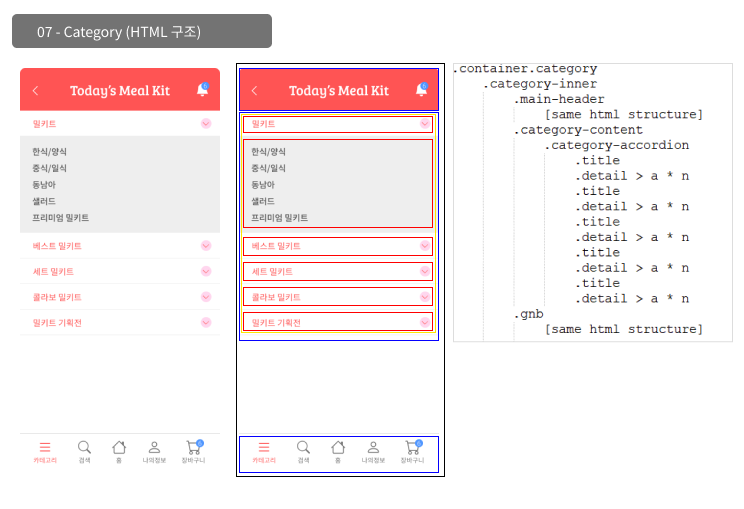 07 - Category (HTML 구조)
Today's Meal Kit
6
밀키트
한식/양식
중식/일식
동남아
샐러드
프리미엄 밀키트
베스트 밀키트
세트 밀키트
콜라보 밀키트
밀키트 기획전
6
카테고리
검색
홈
나의정보
장바구니
Today's Meal Kit
6
밀키트
한식/양식
중식/일식
동남아
샐러드
프리미엄 밀키트
베스트 밀키트
세트 밀키트
콜라보 밀키트
밀키트 기획전
6
카테고리
검색
홈
나의정보
장바구니
.container.category
.category-inner
.main-header
[same html structure]
.category-content
.category-accordion
.title
.detail > a * n
.title
.detail > a * n
.title
.detail > a * n
.title
.detail > a * n
.title
.detail > a * n
.gnb
[same html structure]